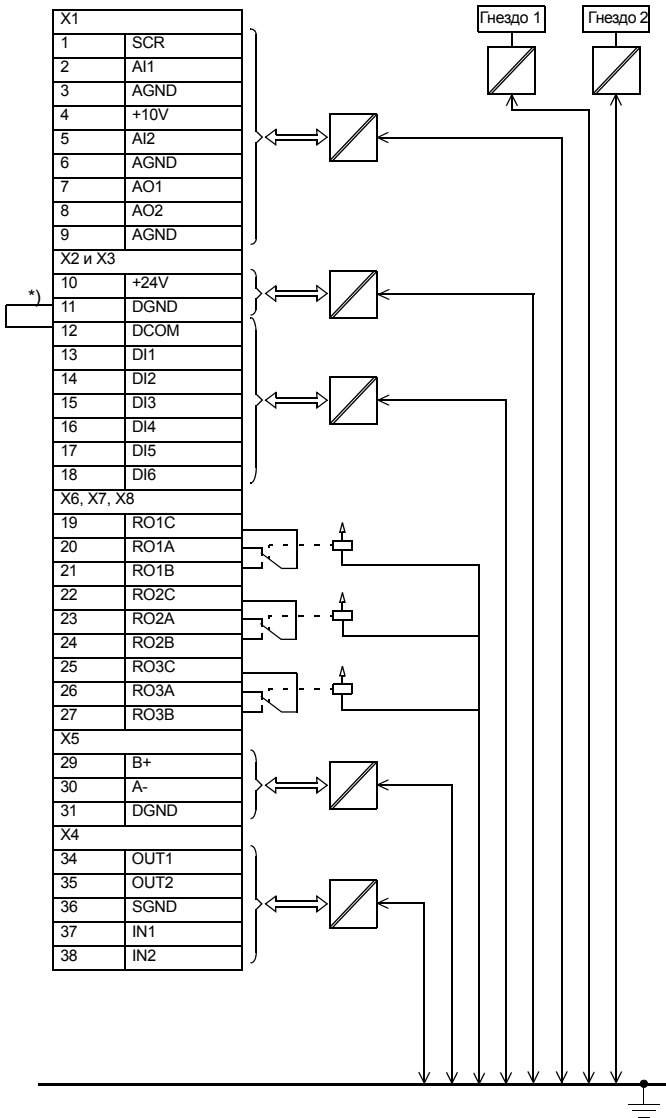 Гнездо 1
Гнездо 2
X1
1 SCR
2 AI1
3 AGND
4 +10V
5 AI2
6 AGND
7 AO1
8 AO2
9 AGND
X2 и X3
10 +24V
*)
11 DGND
12 DCOM
13 DI1
14 DI2
15 DI3
16 DI4
17 DI5
18 DI6
X6, X7, X8
19 RO1C
20 RO1A
21 RO1B
22 RO2C
23 RO2A
24 RO2B
25 RO3C
26 RO3A
27 RO3B
X5
29 B+
30 A-
31 DGND
X4
34 OUT1
35 OUT2
36 SGND
37 IN1
38 IN2